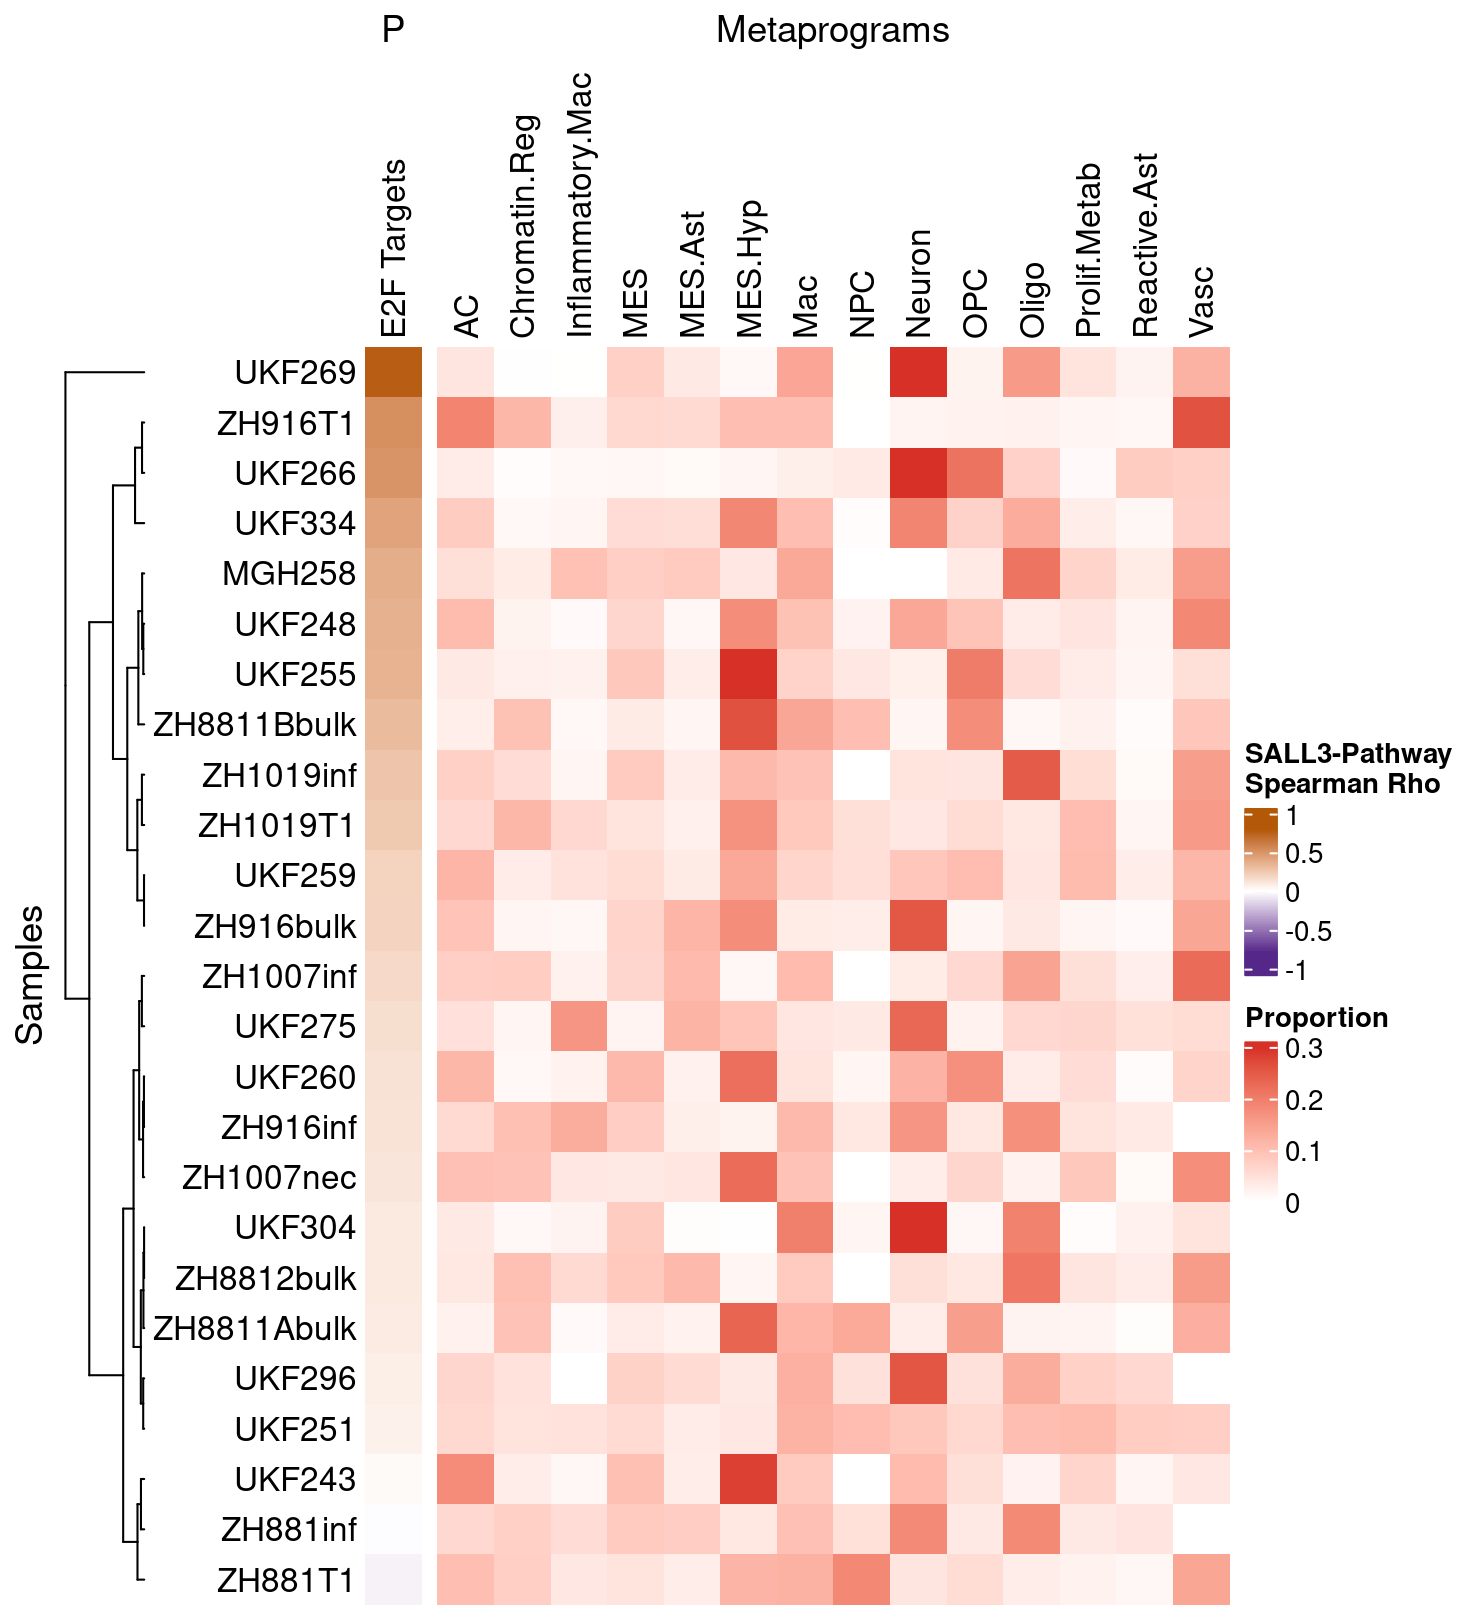 P
Metaprograms
E2F Targets
AC
Chromatin.Reg
Inflammatory.Mac
MES
MES.Ast
MES.Hyp
Mac
NPC
Neuron
OPC
Oligo
Prolif.Metab
Reactive.Ast
Vasc
Samples
UKF269
ZH916T1
UKF266
UKF334
MGH258
UKF248
UKF255
ZH8811Bbulk
ZH1019inf
ZH1019T1
UKF259
ZH916bulk
ZH1007inf
UKF275
UKF260
ZH916inf
ZH1007nec
UKF304
ZH8812bulk
ZH8811Abulk
UKF296
UKF251
UKF243
ZH881inf
ZH881T1
SALL3-Pathway
Spearman Rho
1
0.5
0
-0.5
-1
Proportion
0.3
0.2
0.1
0